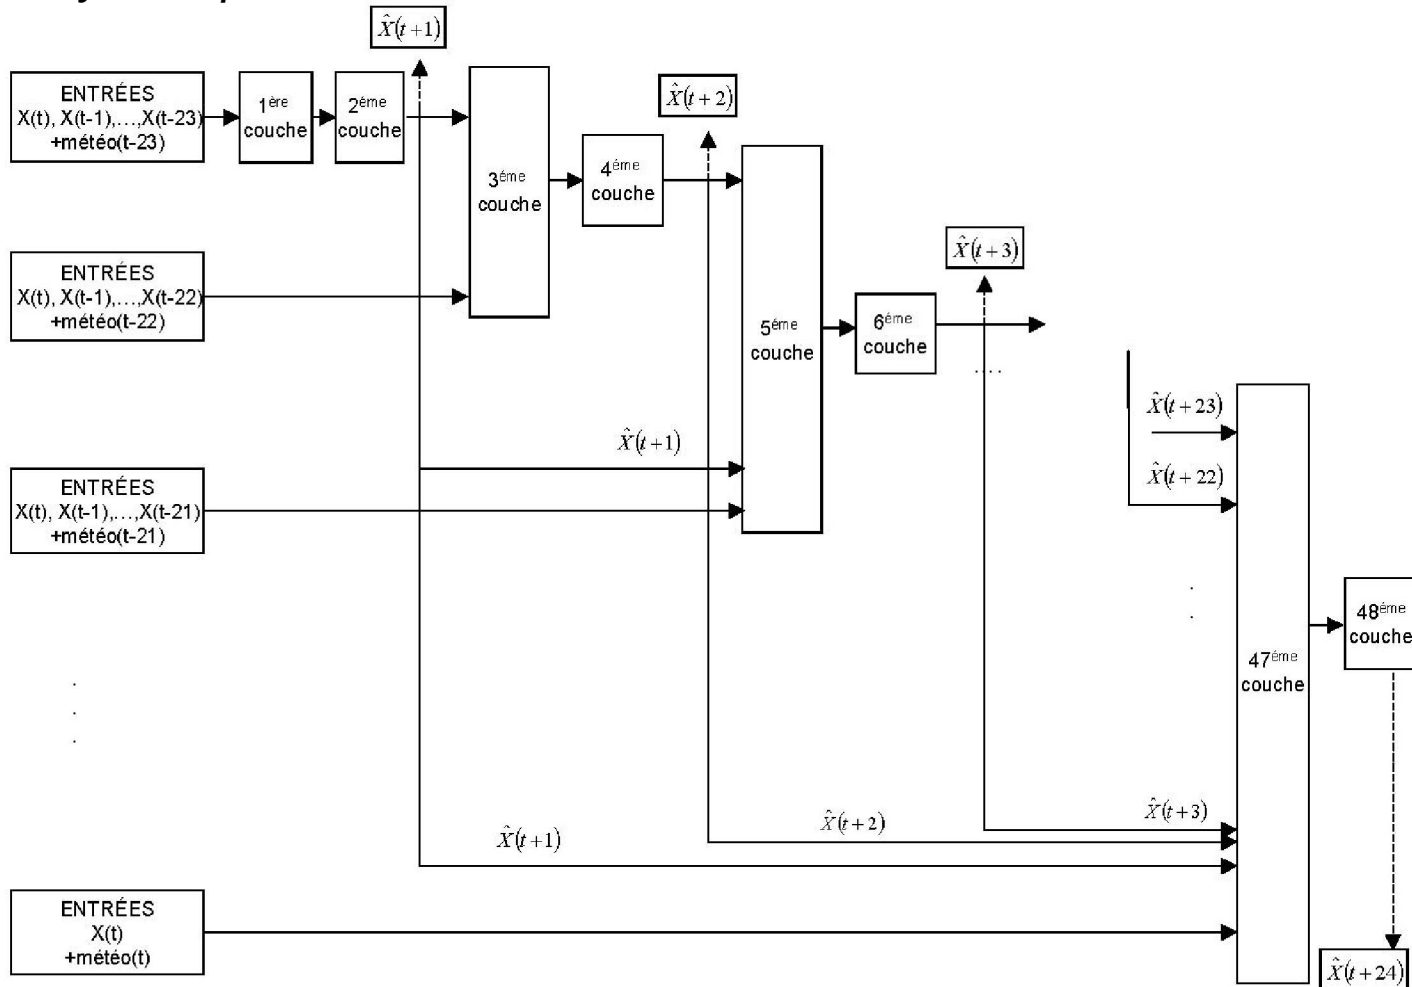 X̂(t+1)
ENTRÉES
X(t), X(t-1),...,X(t-23)
+météo(t-23)
1ère
couche
2éme
couche
X̂(t+2)
3éme
couche
4éme
couche
ENTRÉES
X(t), X(t-1),...,X(t-22)
+météo(t-22)
X̂(t+3)
5éme
couche
6éme
couche
....
X̂(t+23)
X̂(t+1)
X̂(t+22)
ENTRÉES
X(t), X(t-1),...,X(t-21)
+météo(t-21)
48éme
couche
47éme
couche
X̂(t+3)
X̂(t+2)
X̂(t+1)
ENTRÉES
X(t)
+météo(t)
X̂(t+24)